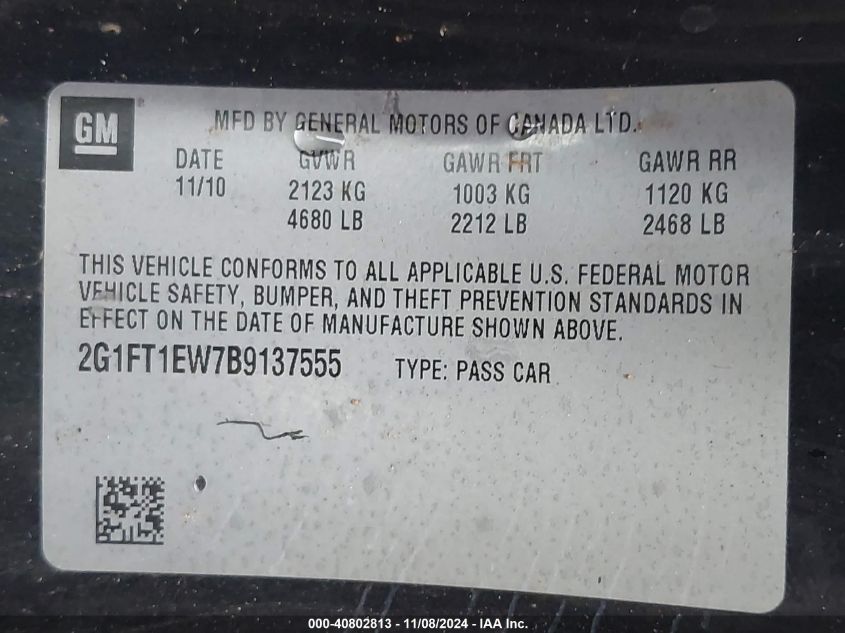 GM
MFD BY GENERAL MOTORS OF CANADA LTD.
DATE GVWR GAWR FRT GAWR RR
11/10 2123 KG 1003 KG 1120 KG
4680 LB 2212 LB 2468 LB
THIS VEHICLE CONFORMS TO ALL APPLICABLE U.S. FEDERAL MOTOR
VEHICLE SAFETY, BUMPER, AND THEFT PREVENTION STANDARDS IN
EFFECT ON THE DATE OF MANUFACTURE SHOWN ABOVE.
2G1FT1EW7B9137555 TYPE: PASS CAR
000-40802813 - 11/08/2024 - IAA Inc.